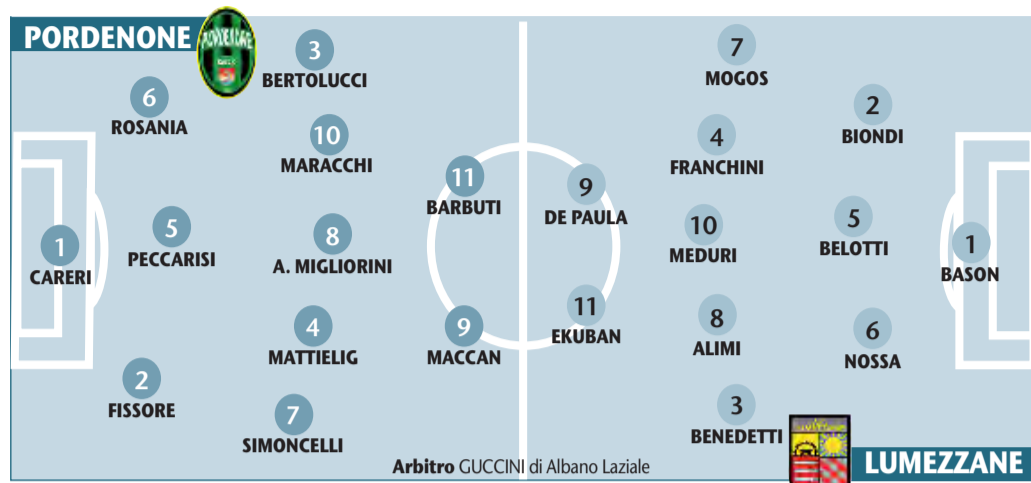 PORDENONE
PORDENONE
3
BERTOLUCCI
6
ROSANIA
10
MARACCHI
11
BARBUTI
5
PECCARISI
1
CARERI
8
A. MIGLIORINI
4
MATTIELIG
9
MACCAN
2
FISSORE
7
SIMONCELLI
7
MOGOS
2
BIONDI
4
FRANCHINI
9
DE PAULA
10
MEDURI
5
BELOTTI
1
BASON
11
EKUBAN
8
ALIMI
6
NOSSA
3
BENEDETTI
Arbitro GUCCINI di Albano Laziale
LUMEZZANE